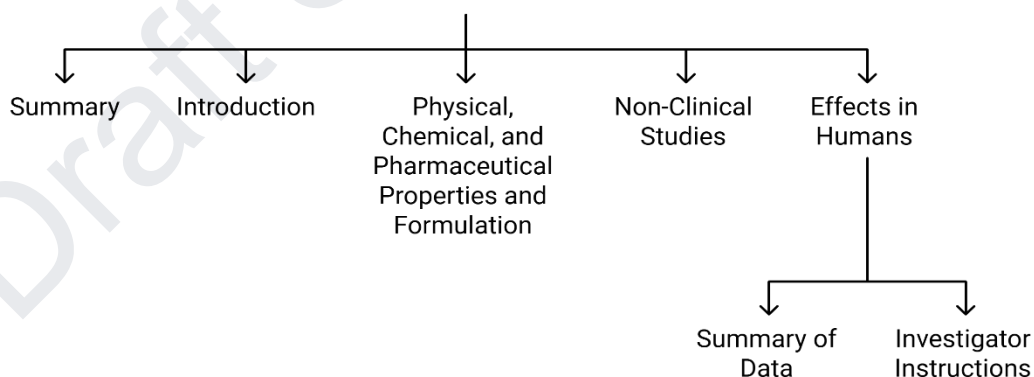 Summary
Introduction
Physical,
Chemical, and
Pharmaceutical
Properties and
Formulation
Non-Clinical
Studies
Effects in
Humans
Summary of
Data
Investigator
Instructions
Draft